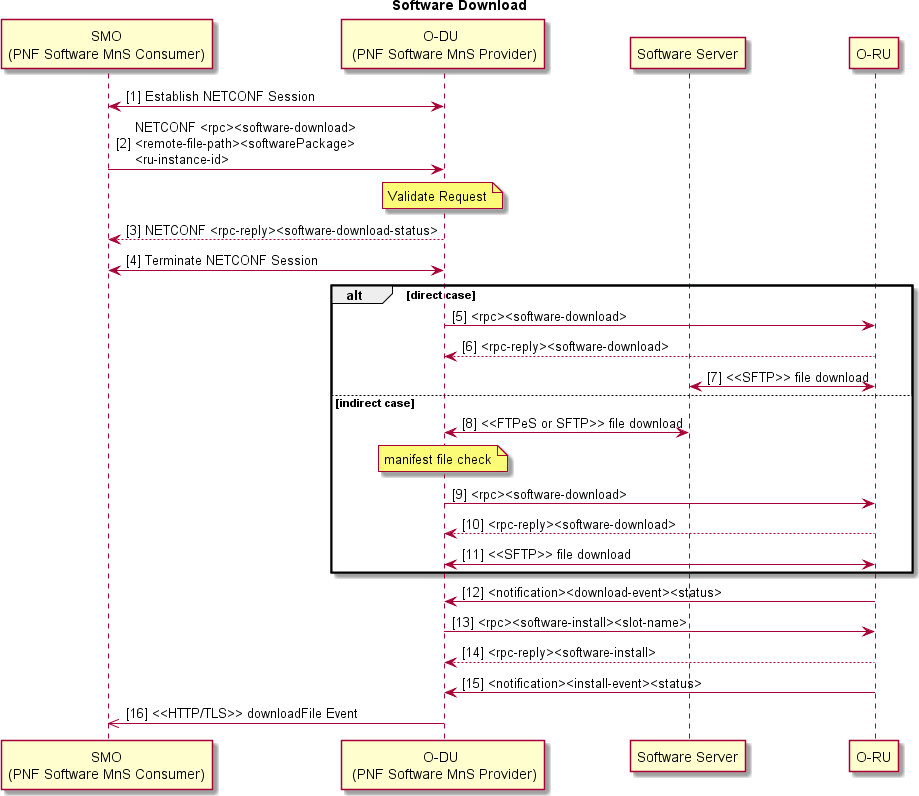 Software Download
SMO
(PNF Software MnS Consumer)
O-DU
(PNF Software MnS Provider)
Software Server
O-RU
[1] Establish NETCONF Session
NETCONF <rpc><software-download>
[2] <remote-file-path><softwarePackage>
<ru-instance-id>
Validate Request
[3] NETCONF <rpc-reply><software-download-status>
[4] Terminate NETCONF Session
alt [direct case]
[5] <rpc><software-download>
[6] <rpc-reply><software-download>
[7] <<SFTP>> file download
[indirect case]
[8] <<FTPeS or SFTP>> file download
manifest file check
[9] <rpc><software-download>
[10] <rpc-reply><software-download>
[11] <<SFTP>> file download
[12] <notification><download-event><status>
[13] <rpc><software-install><slot-name>
[14] <rpc-reply><software-install>
[15] <notification><install-event><status>
[16] <<HTTP/TLS>> downloadFile Event
SMO
(PNF Software MnS Consumer)
O-DU
(PNF Software MnS Provider)
Software Server
O-RU